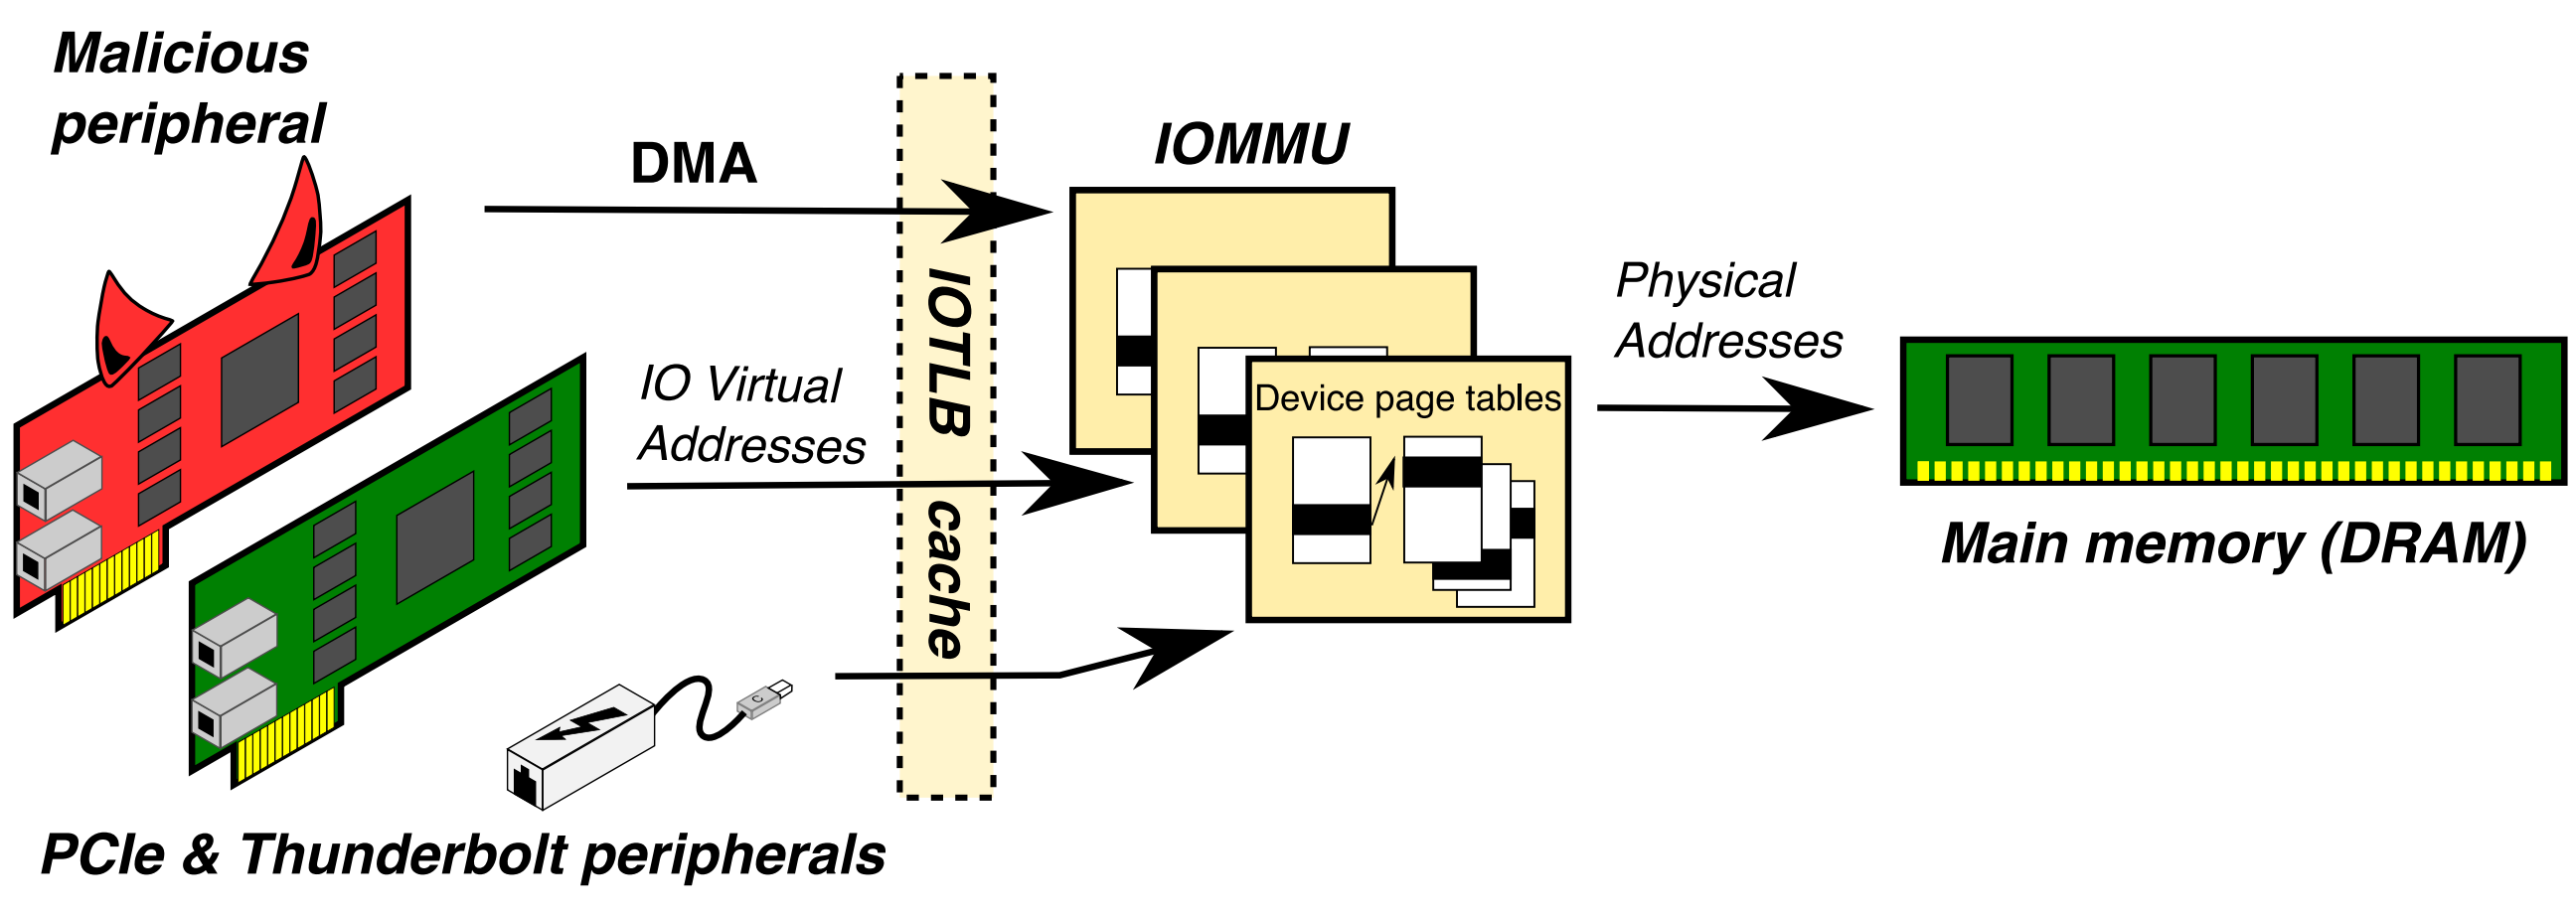 Malicious
peripheral
DMA
IO Virtual
Addresses
IOTLB cache
IOMMU
Device page tables
Physical
Addresses
Main memory (DRAM)
C
PCIe & Thunderbolt peripherals